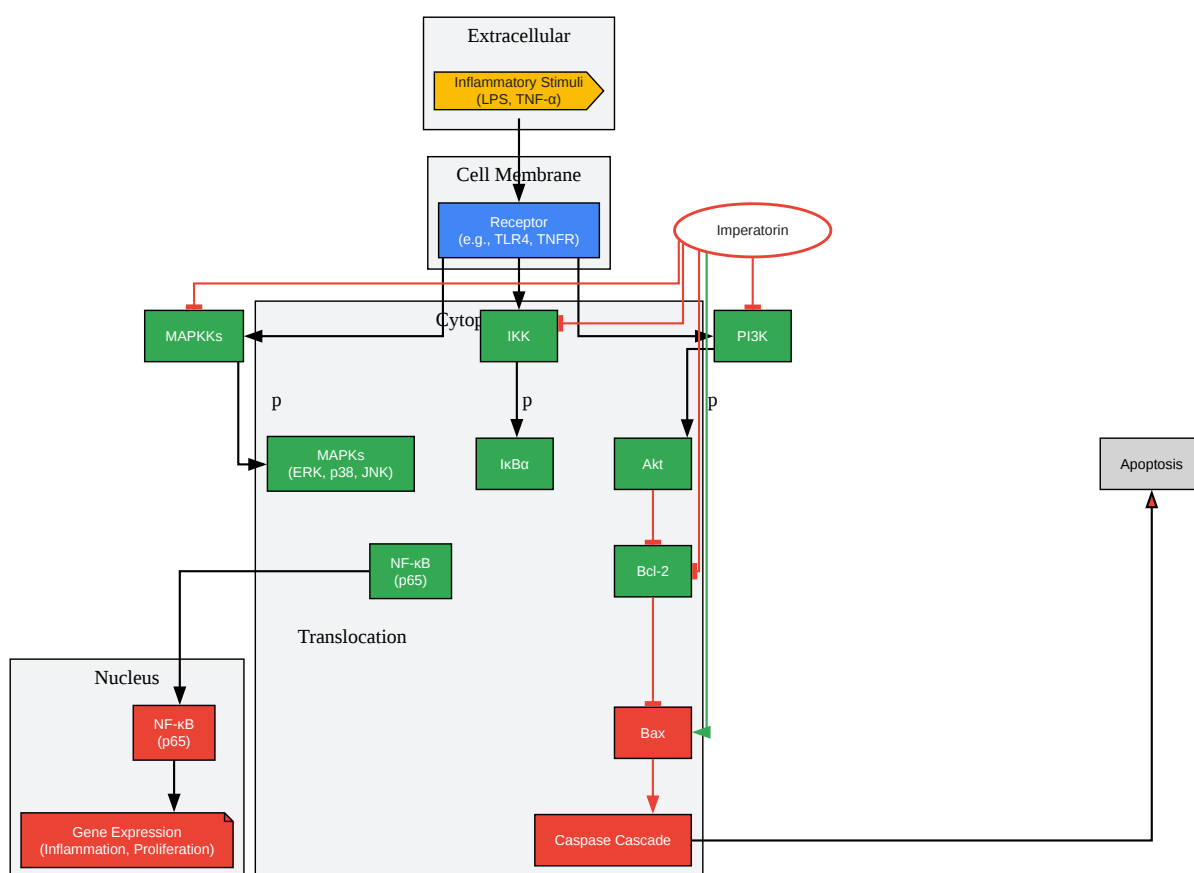 Extracellular
Inflammatory Stimuli
(LPS, TNF-α)
Cell Membrane
Receptor
(e.g., TLR4, TNFR)
Imperatorin
MAPKKs
IKK
PI3K
p
p
p
MAPKs
(ERK, p38, JNK)
IκBα
Akt
Apoptosis
NF-κB
(p65)
Bcl-2
Translocation
Nucleus
NF-κB
(p65)
Bax
Gene Expression
(Inflammation, Proliferation)
Caspase Cascade